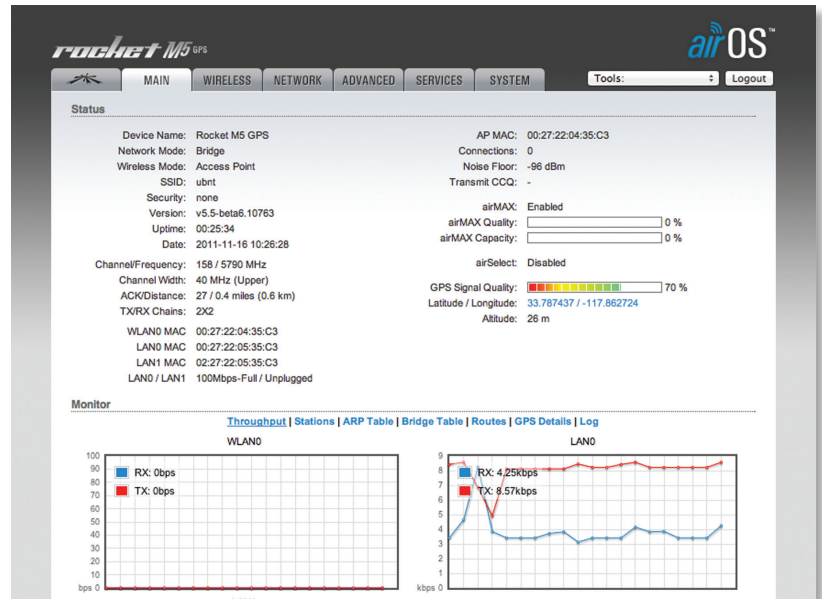 rocket M5 GPS
airOS™
MAIN WIRELESS NETWORK ADVANCED SERVICES SYSTEM Tools: Logout
Status
Device Name: Rocket M5 GPS
Network Mode: Bridge
Wireless Mode: Access Point
SSID: ubnt
Security: none
Version: v5.5-beta6.10763
Uptime: 00:25:34
Date: 2011-11-16 10:26:28
Channel/Frequency: 158 / 5790 MHz
Channel Width: 40 MHz (Upper)
ACK/Distance: 27 / 0.4 miles (0.6 km)
TX/RX Chains: 2X2
WLAN0 MAC 00:27:22:04:35:C3
LAN0 MAC 00:27:22:05:35:C3
LAN1 MAC 02:27:22:05:35:C3
LAN0 / LAN1 100Mbps-Full / Unplugged
AP MAC: 00:27:22:04:35:C3
Connections: 0
Noise Floor: -96 dBm
Transmit CCQ: -
airMAX: Enabled
airMAX Quality: 0 %
airMAX Capacity: 0 %
airSelect: Disabled
GPS Signal Quality: 70 %
Latitude / Longitude: 33.787437 / -117.862724
Altitude: 26 m
Monitor
Throughput | Stations | ARP Table | Bridge Table | Routes | GPS Details | Log
WLAN0
100
90
80
70
60
50
40
30
20
10
bps 0
RX: 0bps
TX: 0bps
LAN0
9
8
7
6
5
4
3
2
1
kbps 0
RX: 4.25kbps
TX: 8.57kbps